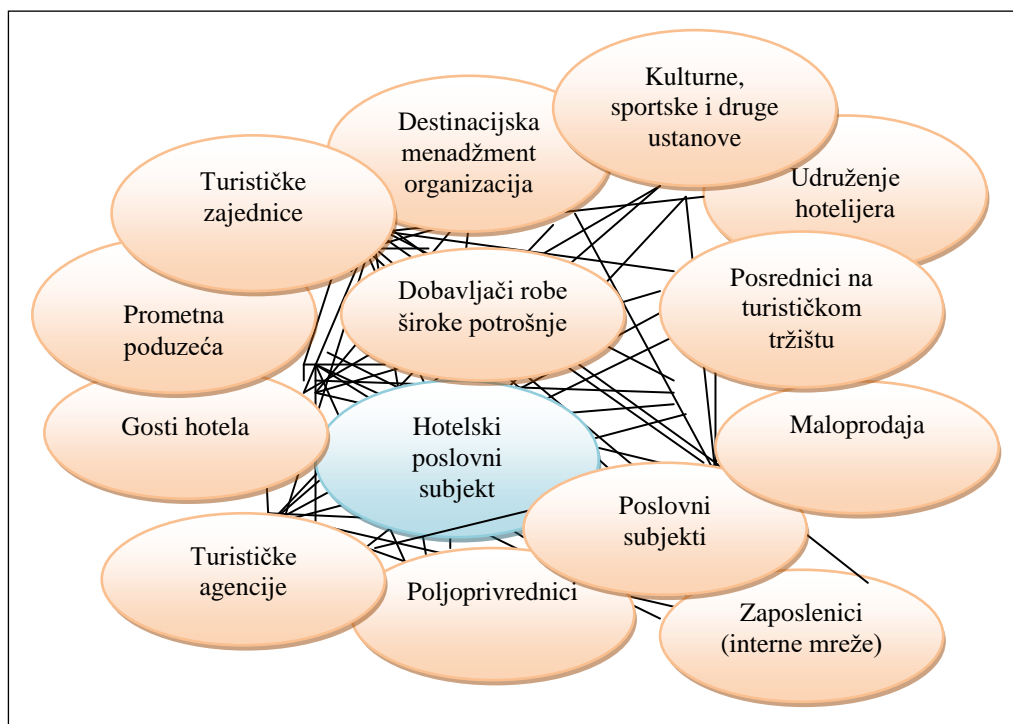 Kulturne,
sportske i druge
ustanove
Destinacijska
menadžment
organizacija
Turističke
zajednice
Udruženje
hotelijera
Dobavljači robe
široke potrošnje
Posrednici na
turističkom
tržištu
Prometna
poduzeća
Gosti hotela
Hotelski
poslovni
subjekt
Maloprodaja
Poslovni
subjekti
Turističke
agencije
Poljoprivrednici
Zaposlenici
(interne mreže)